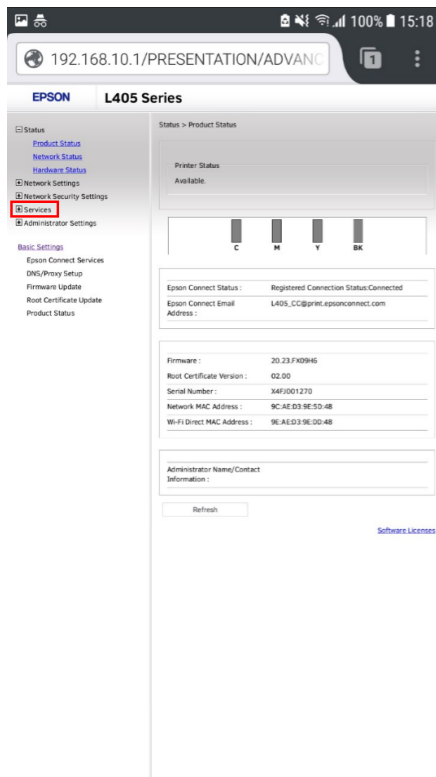 100% 15:18
192.168.10.1/PRESENTATION/ADVANC
1
EPSON L405 Series
Status
Product Status
Network Status
Hardware Status
Network Settings
Network Security Settings
Services
Administrator Settings
Basic Settings
Epson Connect Services
DNS/Proxy Setup
Firmware Update
Root Certificate Update
Product Status
Status > Product Status
Printer Status
Available.
C M Y BK
Epson Connect Status : Registered Connection Status:Connected
Epson Connect Email Address : L405_CC@print.epsonconnect.com
Firmware : 20.23.FX09H6
Root Certificate Version : 02.00
Serial Number : X4FJ001270
Network MAC Address : 9C:AE:D3:9E:5D:4B
Wi-Fi Direct MAC Address : 9E:AE:D3:9E:DD:4B
Administrator Name/Contact
Information :
Refresh
Software Licenses